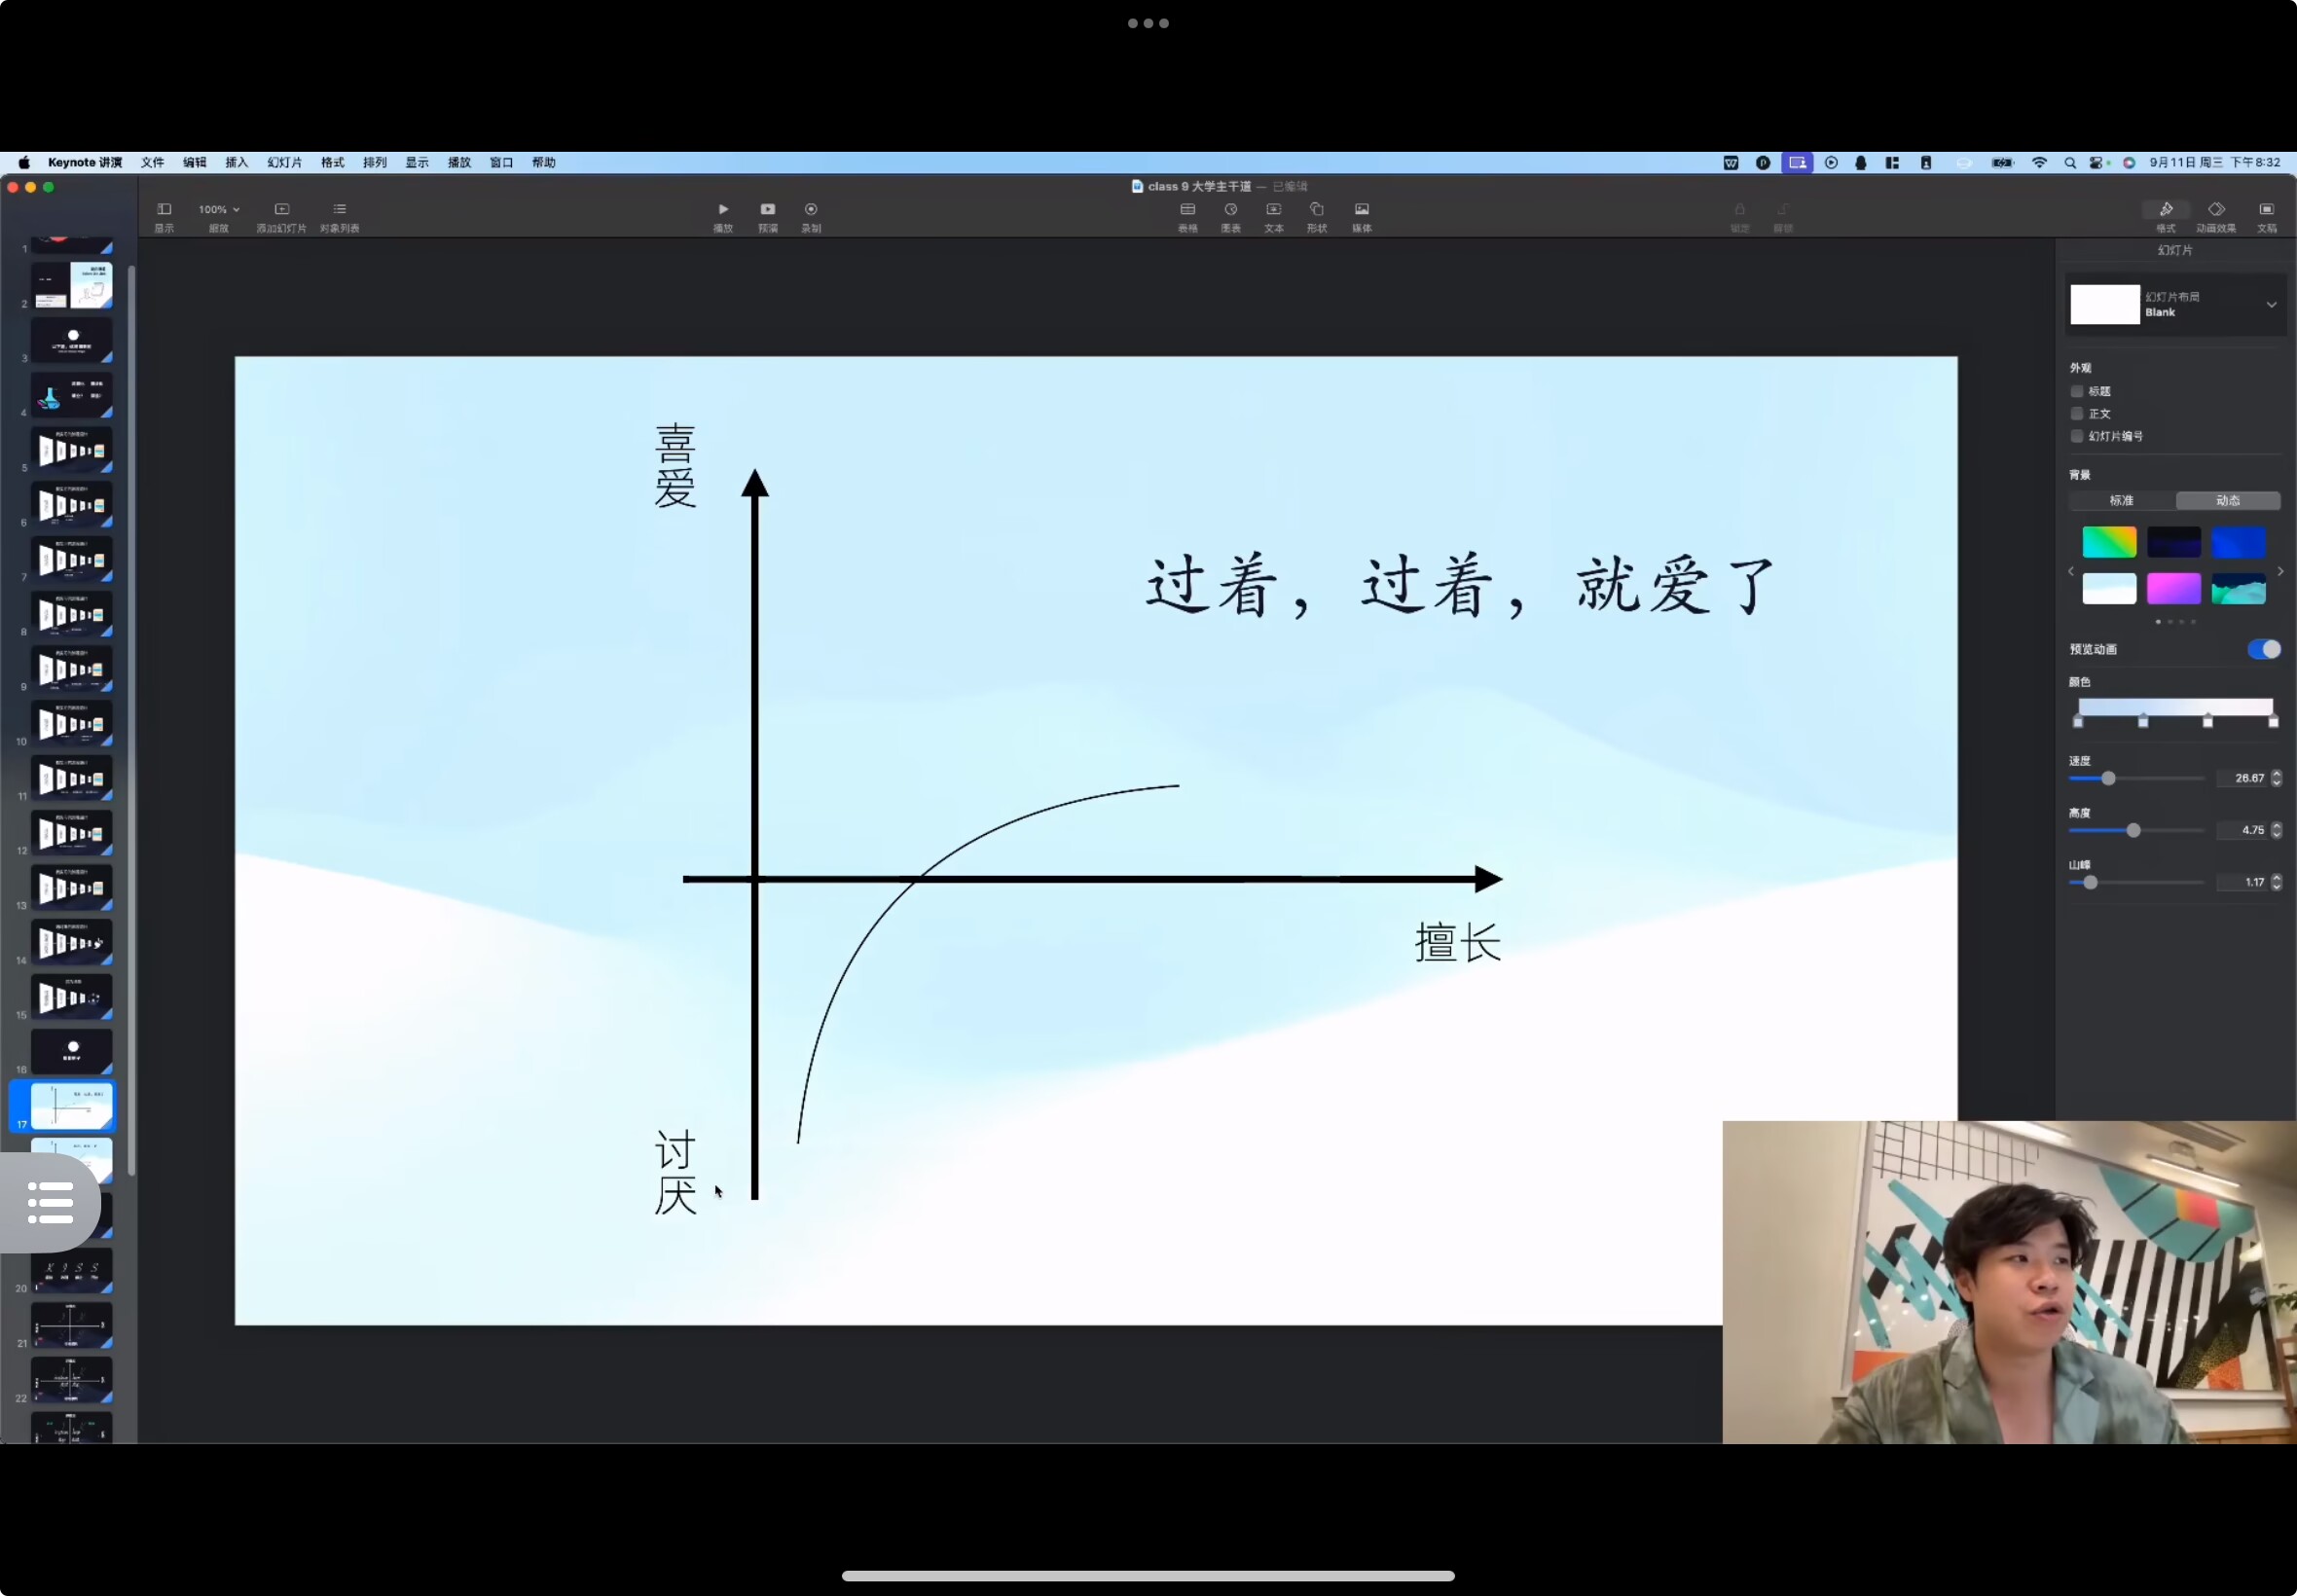 Keynote 讲演 文件 编辑 插入 幻灯片 格式 排列 显示 播放 窗口 帮助
9月11日 周三 下午8:32
class 9 大学主干道 — 已编辑
100%
显示 缩放 添加幻灯片 对象列表 播放 预演 录制 表格 图表 文本 形状 媒体 锁定 格式 动画效果 文稿
幻灯片
幻灯片布局
Blank
外观
标题
正文
幻灯片编号
背景
标准 动态
预览动画
颜色
速度
26.67
高度
4.75
山峰
1.17
喜爱
过着，过着，就爱了
擅长
讨厌
1
2
3
4
5
6
7
8
9
10
11
12
13
14
15
16
17
20
21
22